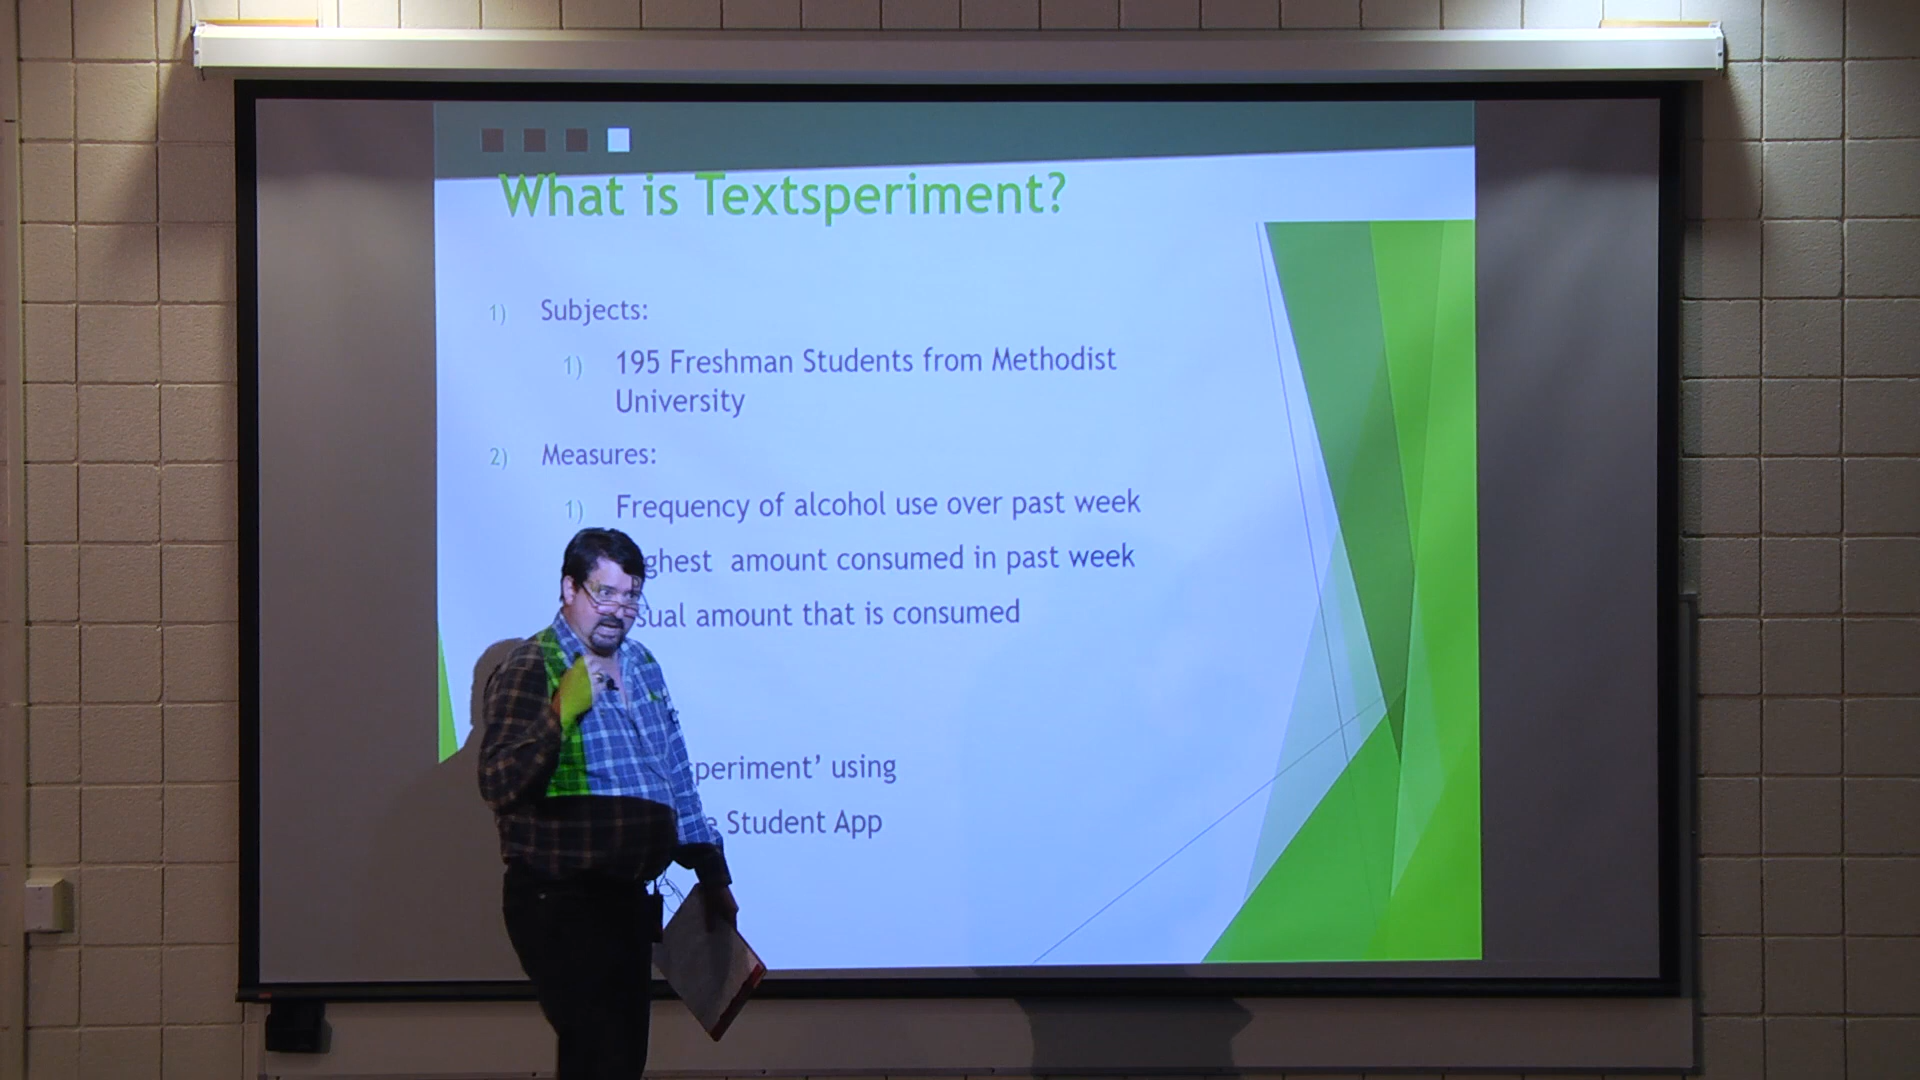 What is Textsperiment?
1) Subjects:
1) 195 Freshman Students from Methodist
University
2) Measures:
1) Frequency of alcohol use over past week
ghest amount consumed in past week
sual amount that is consumed
speriment’ using
e Student App